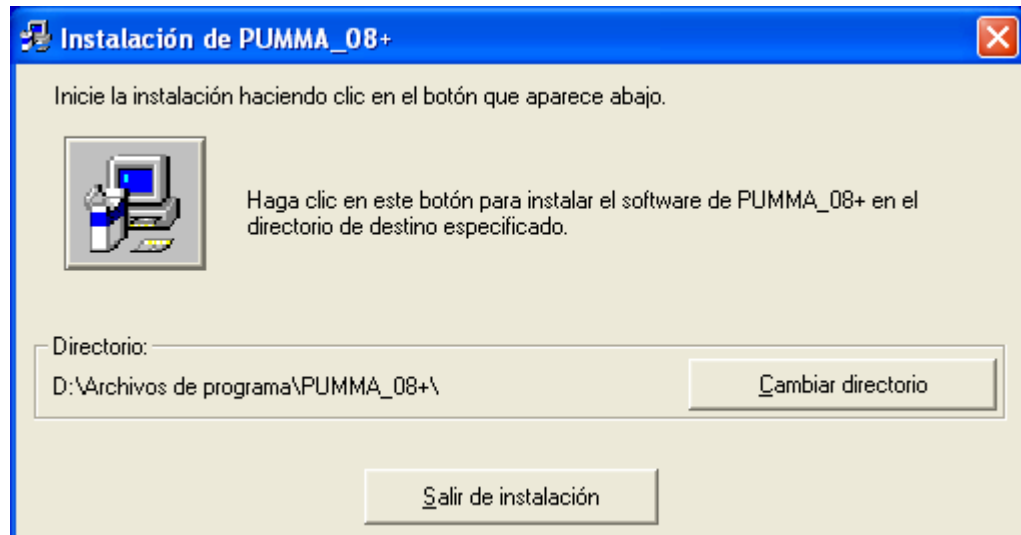 Instalación de PUMMA_08+
Inicie la instalación haciendo clic en el botón que aparece abajo.
Haga clic en este botón para instalar el software de PUMMA_08+ en el
directorio de destino especificado.
Directorio:
D:\Archivos de programa\PUMMA_08+\
Cambiar directorio
Salir de instalación